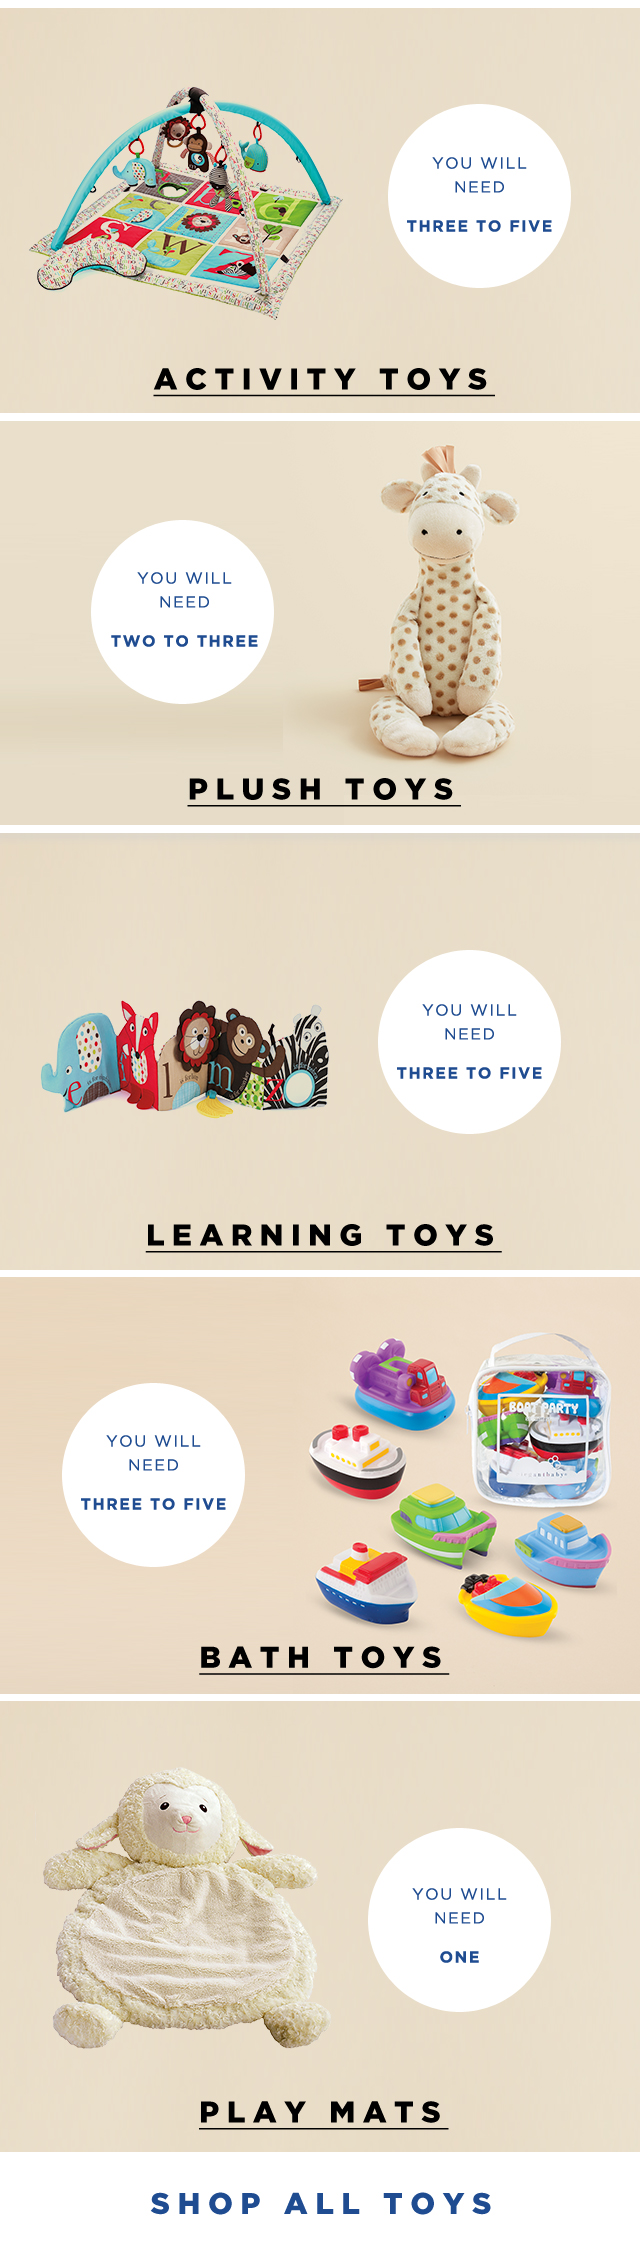 YOU WILL
NEED
THREE TO FIVE
ACTIVITY TOYS
YOU WILL
NEED
TWO TO THREE
PLUSH TOYS
YOU WILL
NEED
THREE TO FIVE
LEARNING TOYS
BOAT PARTY
YOU WILL
NEED
THREE TO FIVE
BATH TOYS
YOU WILL
NEED
ONE
PLAY MATS
SHOP ALL TOYS